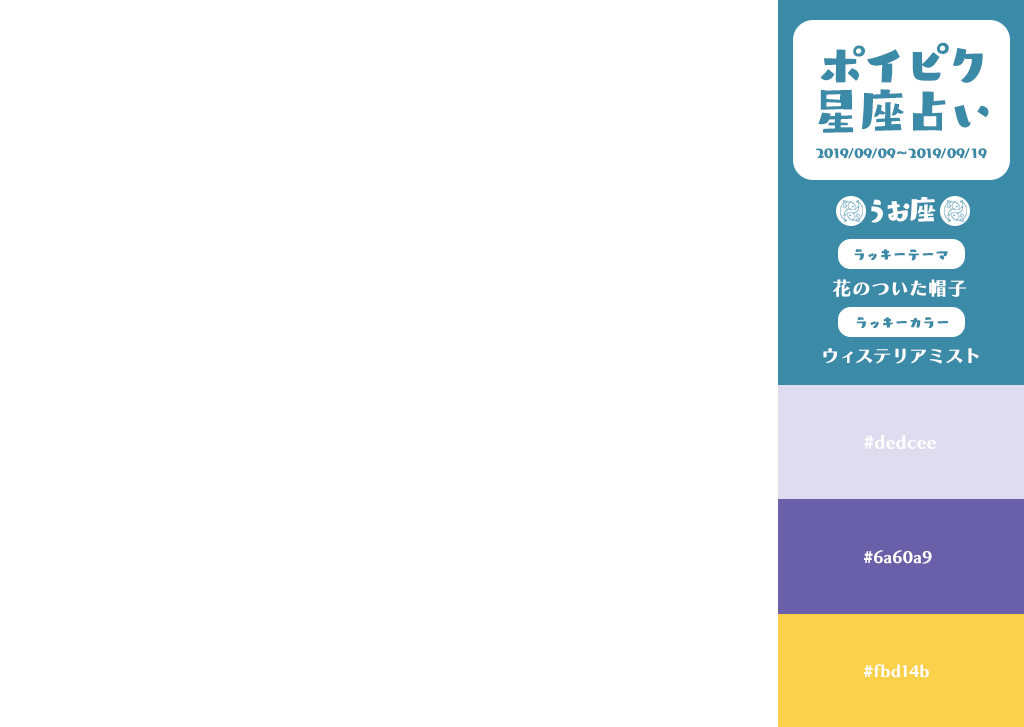 ポイピク
星座占い
2019/09/09~2019/09/19
うお座
ラッキーテーマ
花のついた帽子
ラッキーカラー
ウィステリアミスト
#dedcee
#6a60a9
#fbd14b